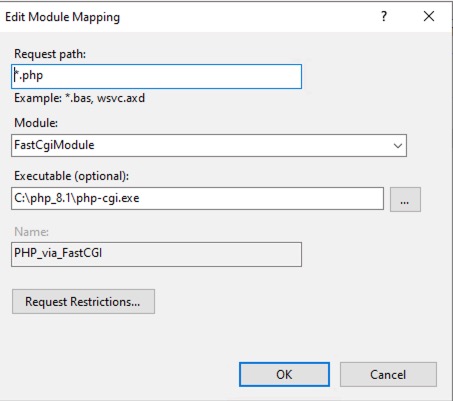 Edit Module Mapping
?
Request path:
*.php
Example: *.bas, wsvc.axd
Module:
FastCgiModule
Executable (optional):
C:\php_8.1\php-cgi.exe
...
Name:
PHP_via_FastCGI
Request Restrictions...
OK
Cancel